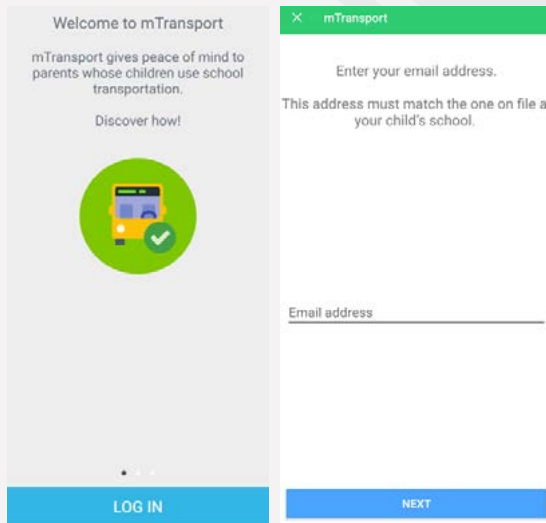 Welcome to mTransport
mTransport gives peace of mind to
parents whose children use school
transportation.
Discover how!
LOG IN
× mTransport
Enter your email address.
This address must match the one on file a
your child's school.
Email address
NEXT